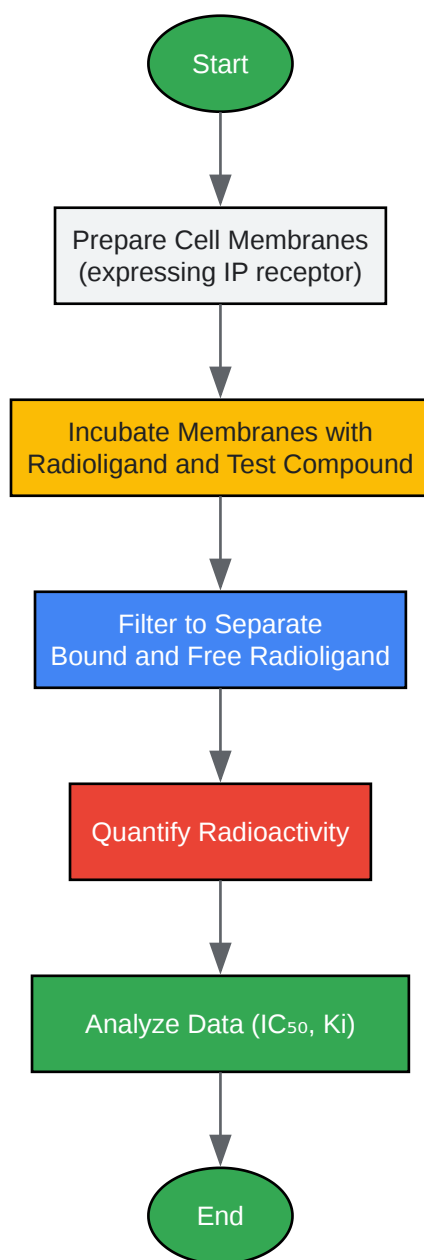 Start
Prepare Cell Membranes
(expressing IP receptor)
Incubate Membranes with
Radioligand and Test Compound
Filter to Separate
Bound and Free Radioligand
Quantify Radioactivity
Analyze Data (IC₅₀, Ki)
End